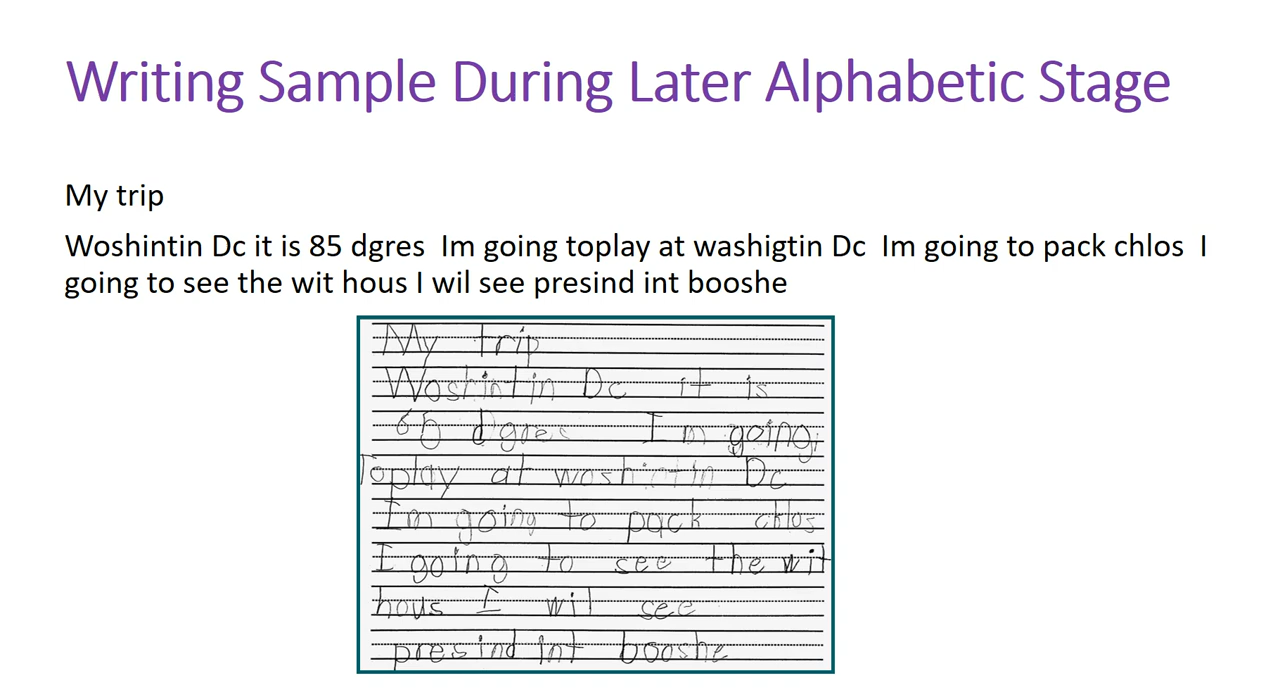 Writing Sample During Later Alphabetic Stage
My trip
Woshintin Dc it is 85 dgres Im going toplay at washigtin Dc Im going to pack chlos I
going to see the wit hous I wil see presind int booshe
My trip
Woshintin Dc it is
dgres Im going
Toplay at woshigtin Dc
Im going to pack chlos
I going to see the wit
hous I wil see
presind int booshe